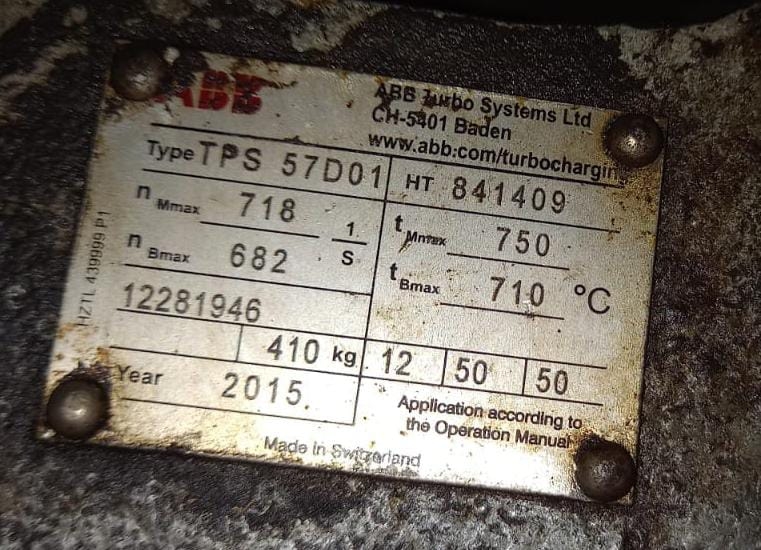 ABB
ABB Turbo Systems Ltd
CH-5401 Baden
www.abb.com/turbocharging
Type TPS 57D01
HT 841409
n Mmax 718
n Bmax 682
1/s
t Mmax 750
t Bmax 710 °C
12281946
410 kg 12 50 50
Year 2015
Application according to
the Operation Manual
Made in Switzerland
HZTL 439999 P1